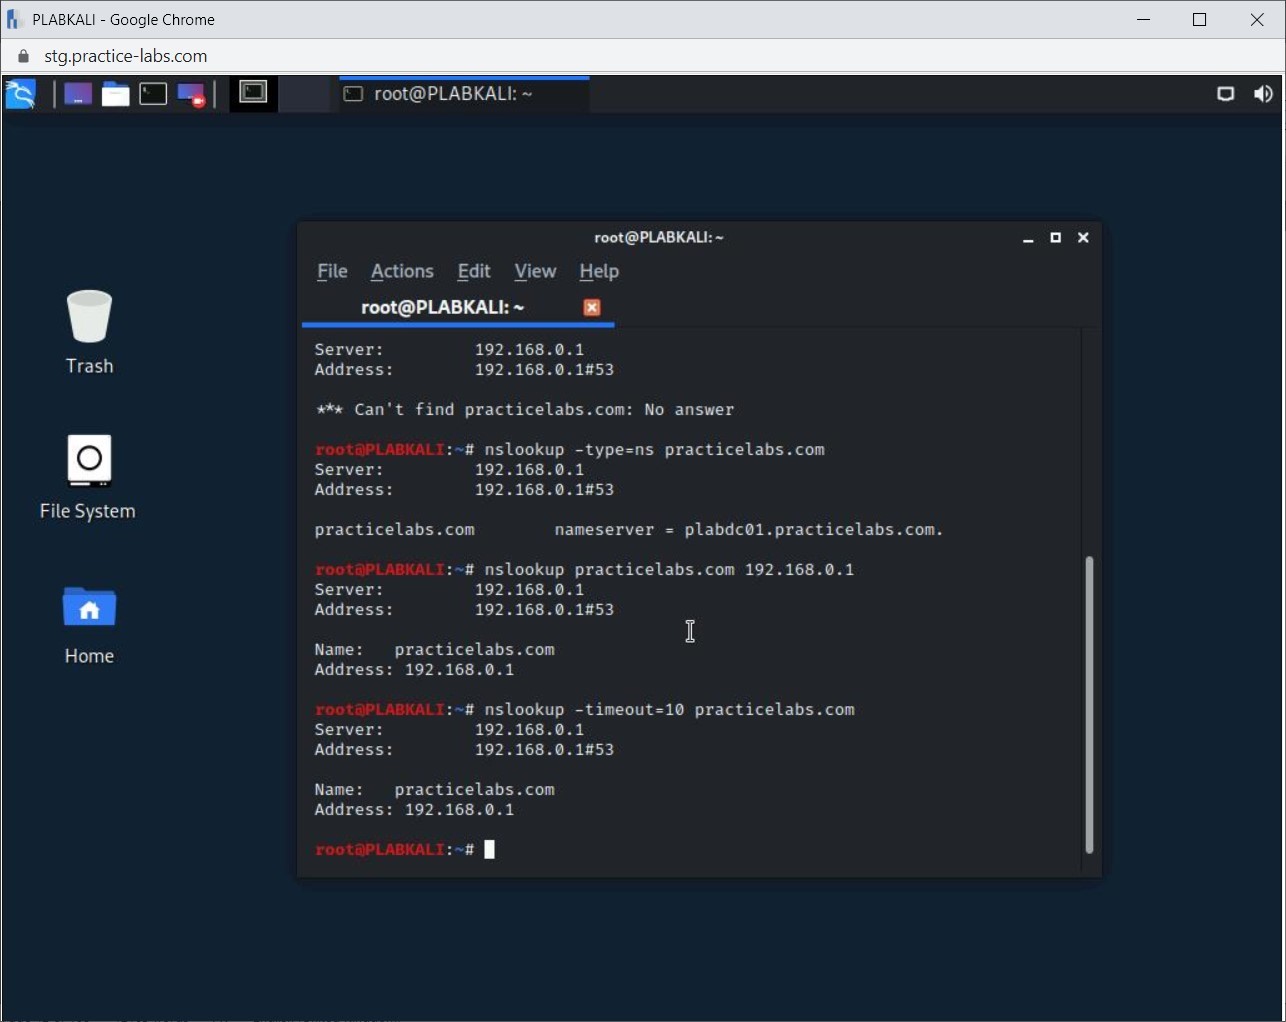 PLABKALI - Google Chrome
stg.practice-labs.com
root@PLABKALI: ~
root@PLABKALI: ~
File Actions Edit View Help
root@PLABKALI: ~
Trash
File System
Home
Server: 192.168.0.1
Address: 192.168.0.1#53
*** Can't find practicelabs.com: No answer
root@PLABKALI:~# nslookup -type=ns practicelabs.com
Server: 192.168.0.1
Address: 192.168.0.1#53
practicelabs.com nameserver = plabdc01.practicelabs.com.
root@PLABKALI:~# nslookup practicelabs.com 192.168.0.1
Server: 192.168.0.1
Address: 192.168.0.1#53
Name: practicelabs.com
Address: 192.168.0.1
root@PLABKALI:~# nslookup -timeout=10 practicelabs.com
Server: 192.168.0.1
Address: 192.168.0.1#53
Name: practicelabs.com
Address: 192.168.0.1
root@PLABKALI:~#